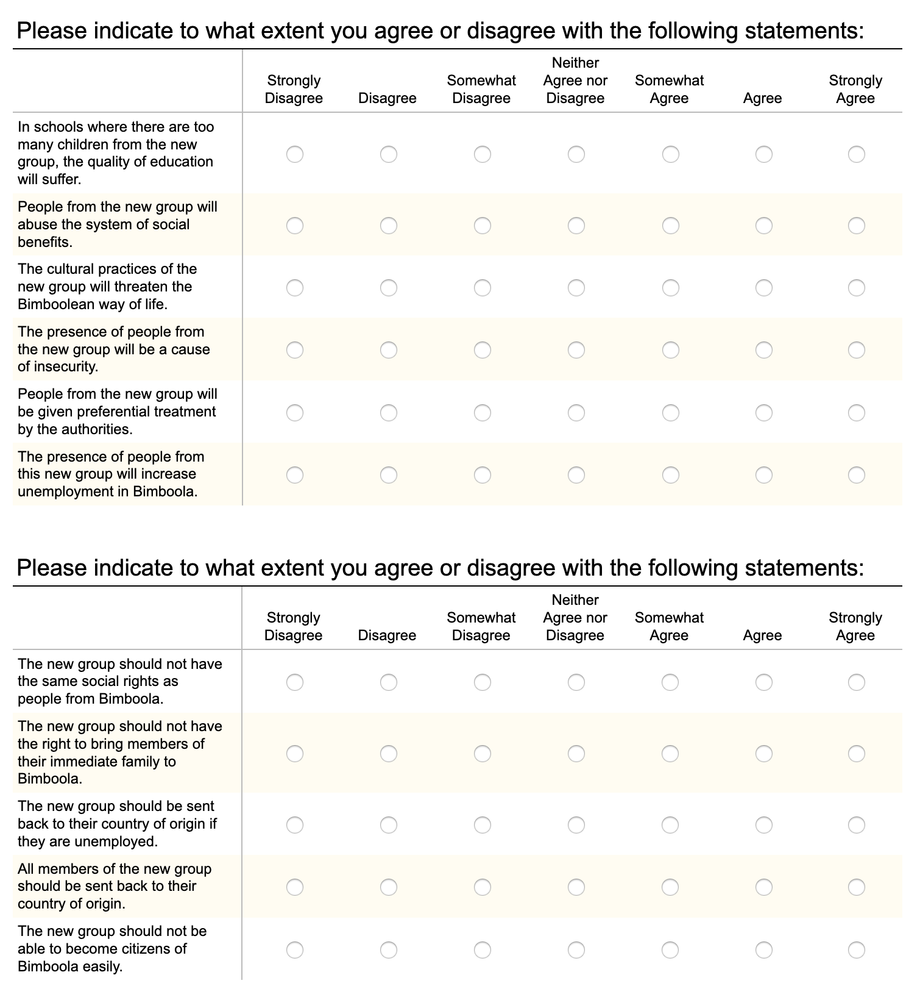 Please indicate to what extent you agree or disagree with the following statements:
Strongly Disagree
Disagree
Somewhat Disagree
Neither Agree nor Disagree
Somewhat Agree
Agree
Strongly Agree
In schools where there are too
many children from the new
group, the quality of education
will suffer.
People from the new group will
abuse the system of social
benefits.
The cultural practices of the
new group will threaten the
Bimboolean way of life.
The presence of people from
the new group will be a cause
of insecurity.
People from the new group will
be given preferential treatment
by the authorities.
The presence of people from
this new group will increase
unemployment in Bimboola.
Please indicate to what extent you agree or disagree with the following statements:
Strongly Disagree
Disagree
Somewhat Disagree
Neither Agree nor Disagree
Somewhat Agree
Agree
Strongly Agree
The new group should not have
the same social rights as
people from Bimboola.
The new group should not have
the right to bring members of
their immediate family to
Bimboola.
The new group should be sent
back to their country of origin if
they are unemployed.
All members of the new group
should be sent back to their
country of origin.
The new group should not be
able to become citizens of
Bimboola easily.